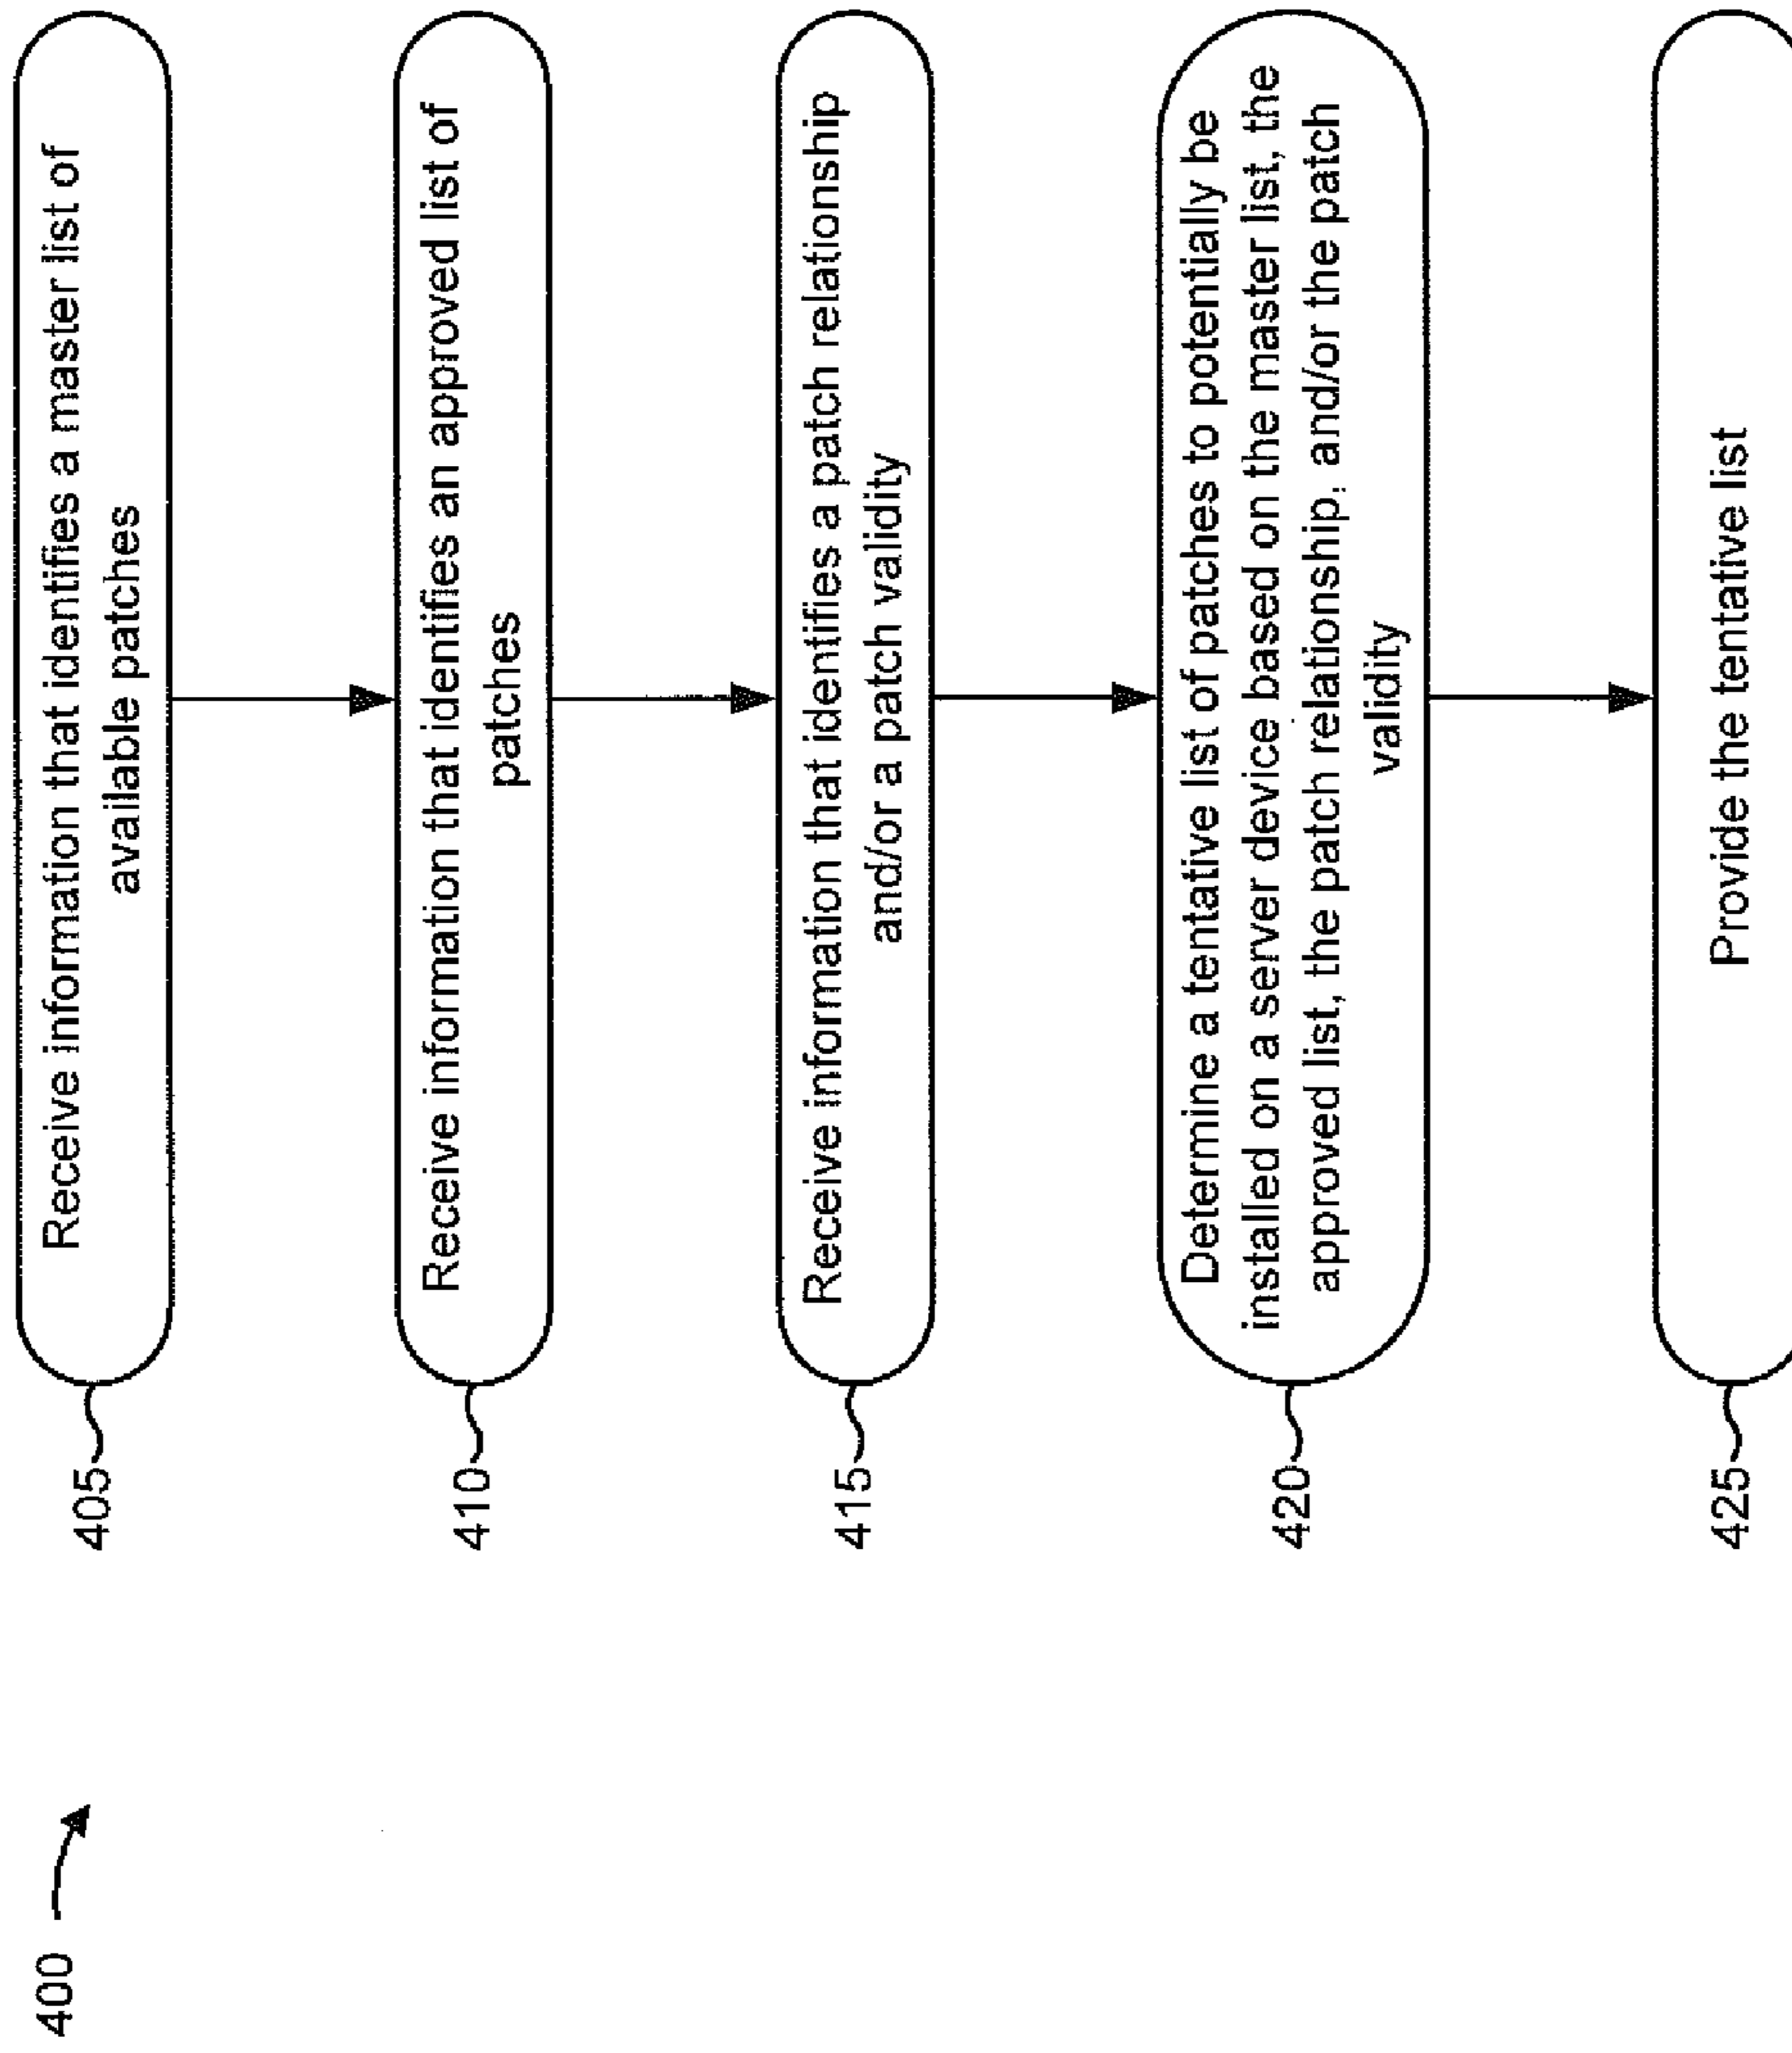 400
405
Receive information that identifies a master list of
available patches
410
Receive information that identifies an approved list of
patches
415
Receive information that identifies a patch relationship
and/or a patch validity
420
Determine a tentative list of patches to potentially be
installed on a server device based on the master list, the
approved list, the patch relationship, and/or the patch
validity
425
Provide the tentative list